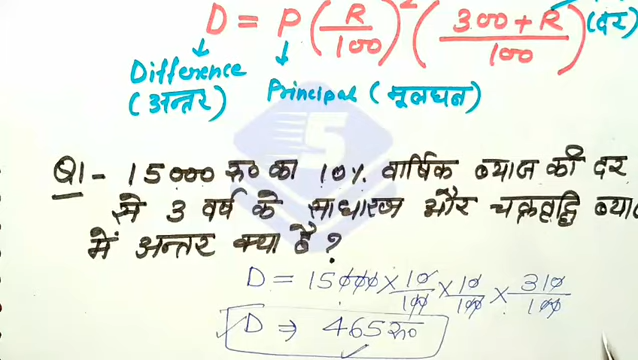 D = P (R/100)² (300+R/100) (दर)
Difference Principal (मूलधन)
(अन्तर)
5
Q1 - 15000 रु० का 10% वार्षिक ब्याज की दर
से 3 वर्ष के साधारण और चक्रवृद्धि ब्याज
में अन्तर क्या है ?
D = 15000 × 10/100 × 10/100 × 310/100
D ⇒ 465 रु०